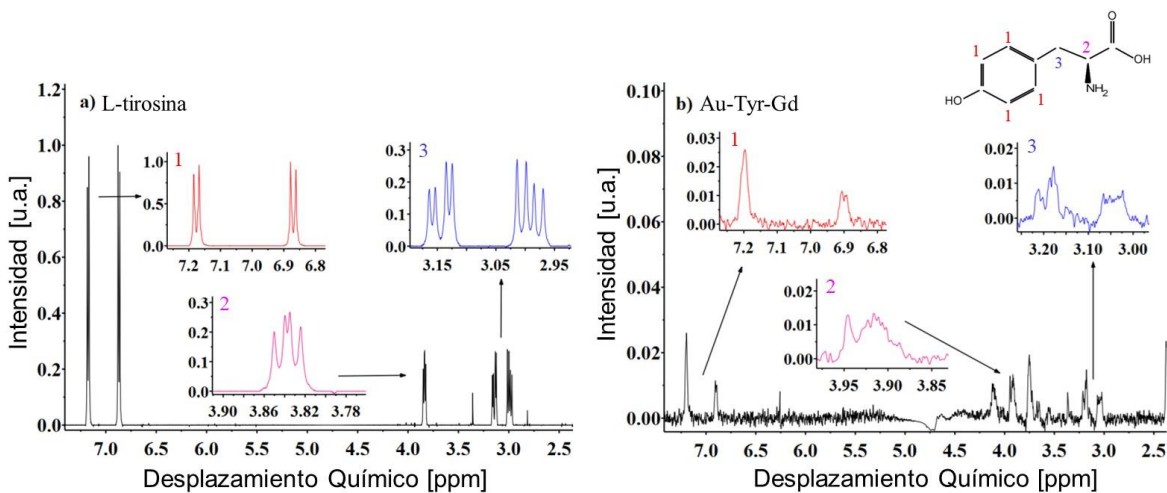 a) L-tirosina
Intensidad [u.a.]
1.2
1.0
0.8
0.6
0.4
0.2
0.0
7.0 6.5 6.0 5.5 5.0 4.5 4.0 3.5 3.0 2.5
Desplazamiento Químico [ppm]
1
1.0
0.5
0.0
7.2 7.1 7.0 6.9 6.8
3
0.3
0.2
0.1
0.0
3.15 3.05 2.95
2
0.3
0.2
0.1
0.0
3.90 3.86 3.82 3.78
b) Au-Tyr-Gd
Intensidad [u.a.]
0.10
0.08
0.06
0.04
0.02
0.00
7.0 6.5 6.0 5.5 5.0 4.5 4.0 3.5 3.0 2.5
Desplazamiento Químico [ppm]
1
0.03
0.02
0.01
0.00
7.2 7.1 7.0 6.9 6.8
2
0.02
0.01
0.00
3.95 3.90 3.85
3
0.02
0.01
0.00
3.20 3.10 3.00
O
1 2
OH
1 3
NH2
HO 1
1